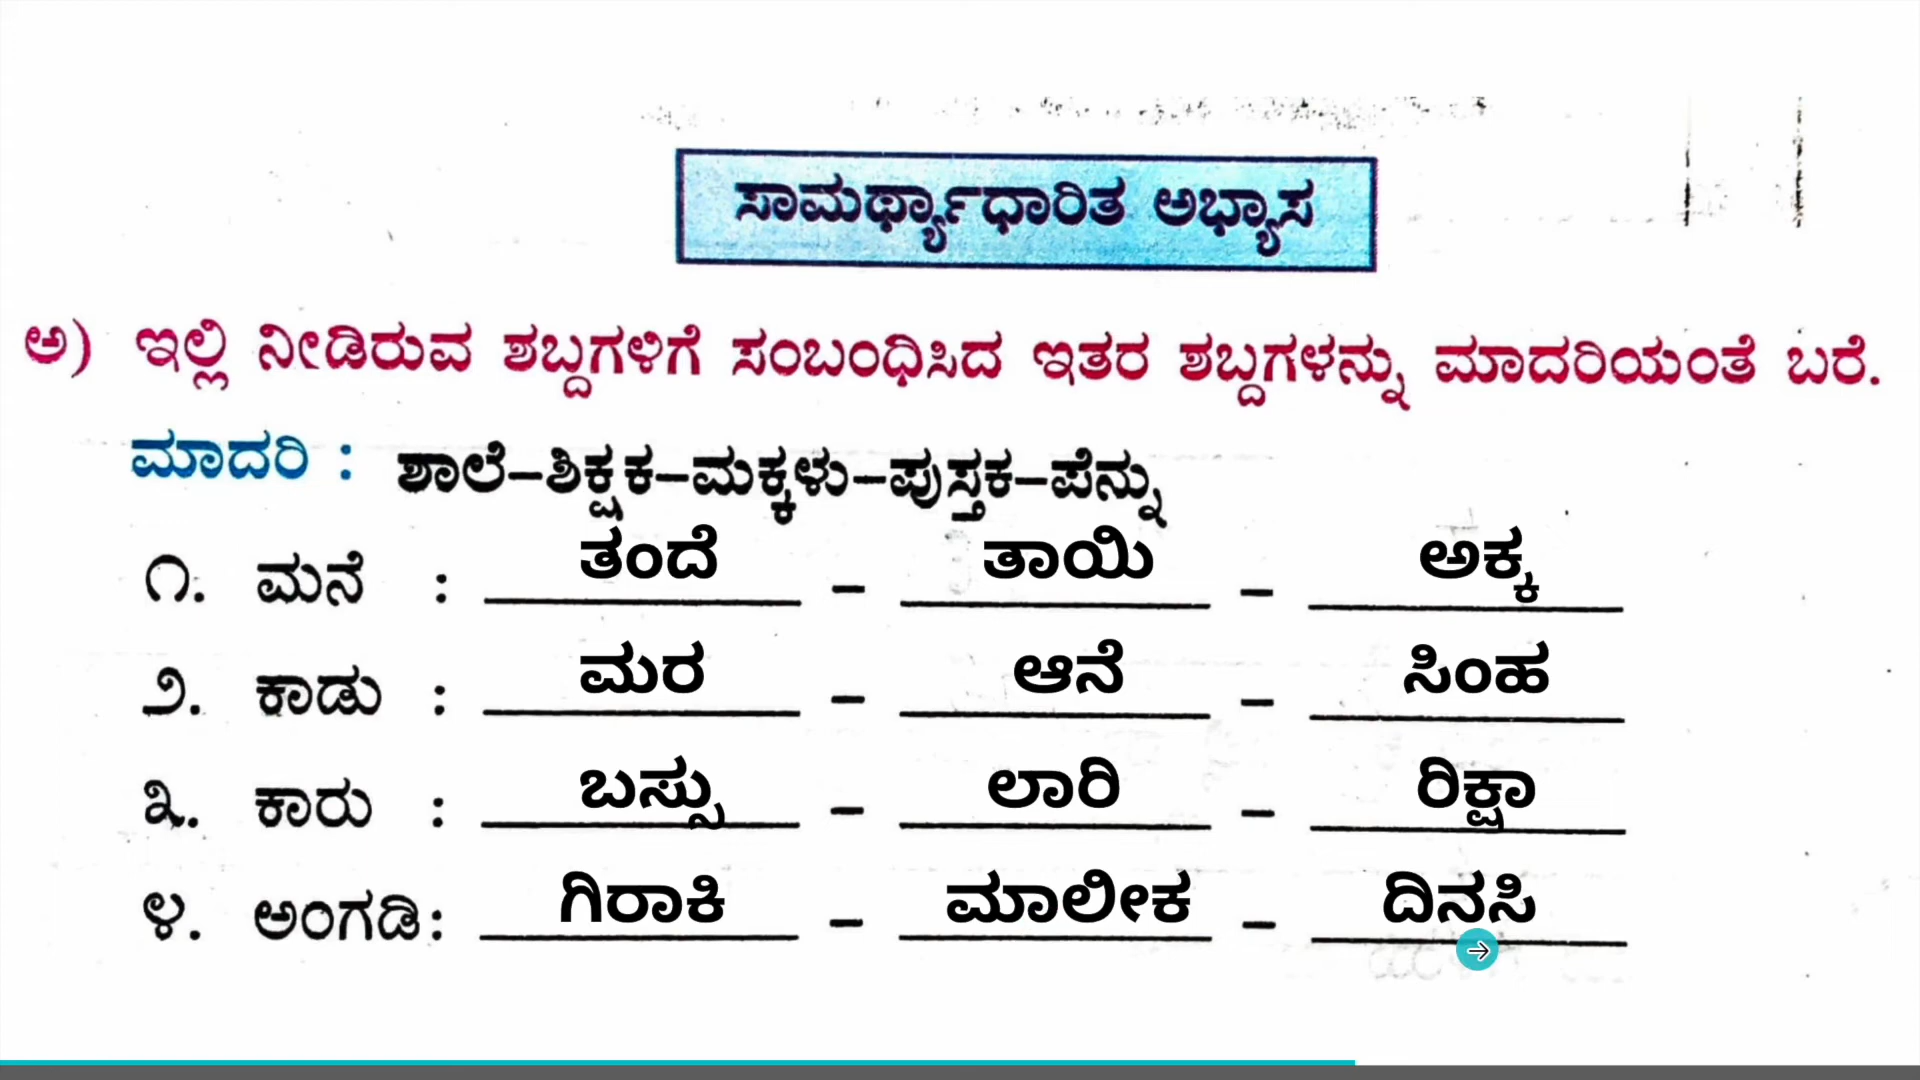 ಸಾಮರ್ಥ್ಯಾಧಾರಿತ ಅಭ್ಯಾಸ
ಅ) ಇಲ್ಲಿ ನೀಡಿರುವ ಶಬ್ದಗಳಿಗೆ ಸಂಬಂಧಿಸಿದ ಇತರ ಶಬ್ದಗಳನ್ನು ಮಾದರಿಯಂತೆ ಬರೆ.
ಮಾದರಿ : ಶಾಲೆ–ಶಿಕ್ಷಕ–ಮಕ್ಕಳು–ಪುಸ್ತಕ–ಪೆನ್ನು
೧. ಮನೆ : ತಂದೆ – ತಾಯಿ – ಅಕ್ಕ
೨. ಕಾಡು : ಮರ – ಆನೆ – ಸಿಂಹ
೩. ಕಾರು : ಬಸ್ಸು – ಲಾರಿ – ರಿಕ್ಷಾ
೪. ಅಂಗಡಿ : ಗಿರಾಕಿ – ಮಾಲೀಕ – ದಿನಸಿ